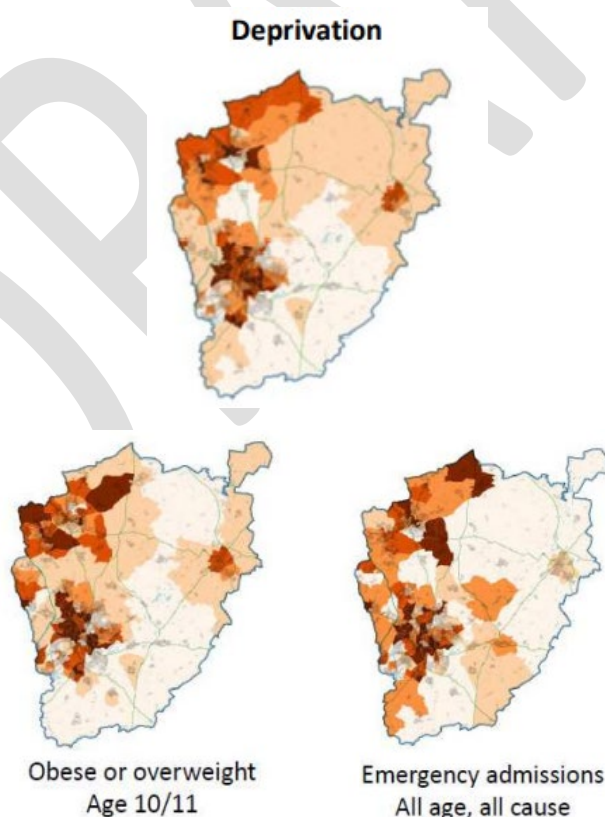 Deprivation
Obese or overweight
Age 10/11
Emergency admissions
All age, all cause